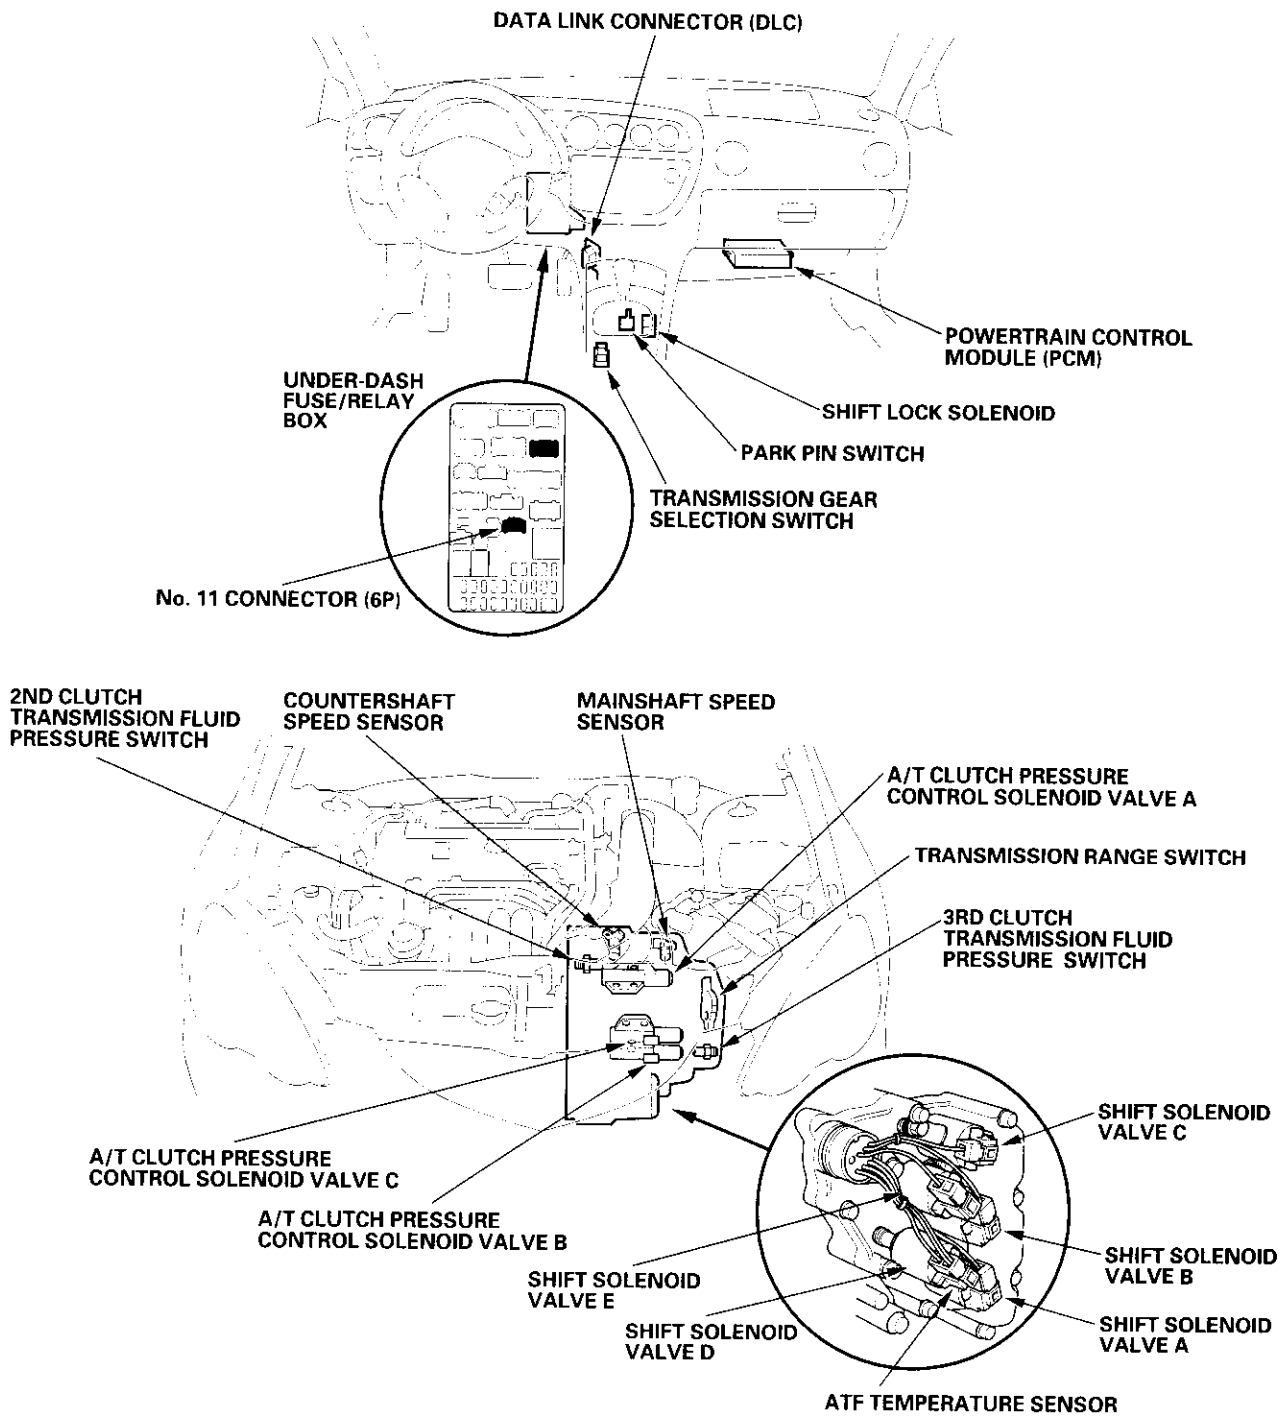 DATA LINK CONNECTOR (DLC)
POWERTRAIN CONTROL
MODULE (PCM)
UNDER-DASH
FUSE/RELAY
BOX
SHIFT LOCK SOLENOID
PARK PIN SWITCH
TRANSMISSION GEAR
SELECTION SWITCH
No. 11 CONNECTOR (6P)
2ND CLUTCH
TRANSMISSION FLUID
PRESSURE SWITCH
COUNTERSHAFT
SPEED SENSOR
MAINSHAFT SPEED
SENSOR
A/T CLUTCH PRESSURE
CONTROL SOLENOID VALVE A
TRANSMISSION RANGE SWITCH
3RD CLUTCH
TRANSMISSION FLUID
PRESSURE SWITCH
A/T CLUTCH PRESSURE
CONTROL SOLENOID VALVE C
A/T CLUTCH PRESSURE
CONTROL SOLENOID VALVE B
SHIFT SOLENOID
VALVE E
SHIFT SOLENOID
VALVE D
SHIFT SOLENOID
VALVE C
SHIFT SOLENOID
VALVE B
SHIFT SOLENOID
VALVE A
ATF TEMPERATURE SENSOR